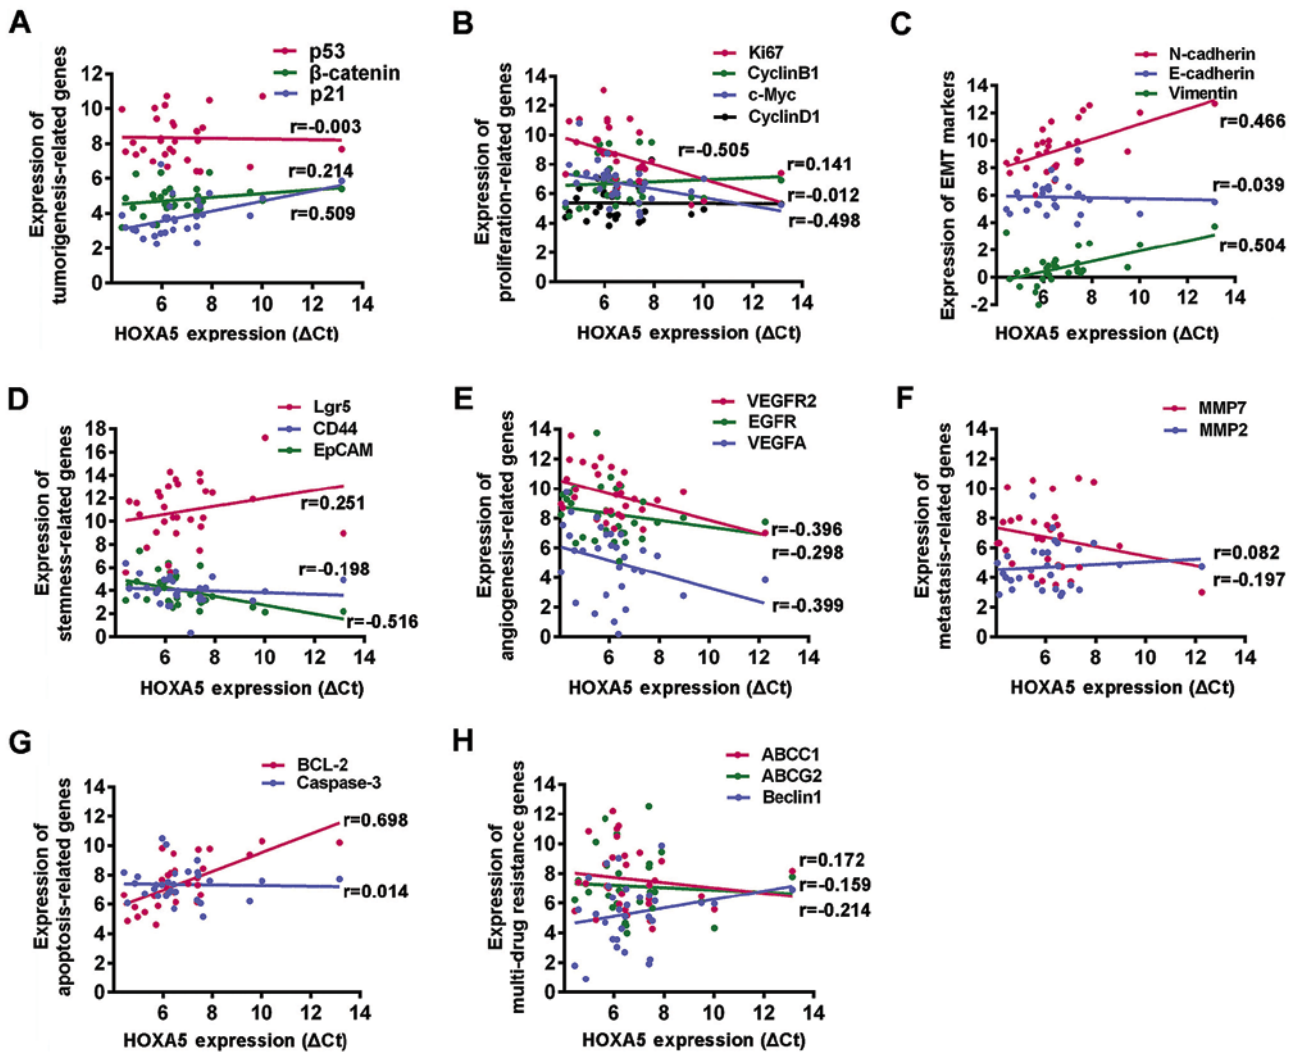 A
p53
β-catenin
p21
Expression of
tumorigenesis-related genes
12
10
8
6
4
2
0
r=-0.003
r=0.214
r=0.509
6 8 10 12 14
HOXA5 expression (ΔCt)
B
Ki67
CyclinB1
c-Myc
CyclinD1
Expression of
proliferation-related genes
14
12
10
8
6
4
2
0
r=-0.505
r=0.141
r=-0.012
r=-0.498
6 8 10 12 14
HOXA5 expression (ΔCt)
C
N-cadherin
E-cadherin
Vimentin
Expression of EMT markers
14
12
10
8
6
4
2
0
-2
r=0.466
r=-0.039
r=0.504
6 8 10 12 14
HOXA5 expression (ΔCt)
D
Lgr5
CD44
EpCAM
Expression of
stemness-related genes
18
16
14
12
10
8
6
4
2
0
r=0.251
r=-0.198
r=-0.516
6 8 10 12 14
HOXA5 expression (ΔCt)
E
VEGFR2
EGFR
VEGFA
Expression of
angiogenesis-related genes
14
12
10
8
6
4
2
0
r=-0.396
r=-0.298
r=-0.399
6 8 10 12 14
HOXA5 expression (ΔCt)
F
MMP7
MMP2
Expression of
metastasis-related genes
14
12
10
8
6
4
2
0
r=0.082
r=-0.197
6 8 10 12 14
HOXA5 expression (ΔCt)
G
BCL-2
Caspase-3
Expression of
apoptosis-related genes
14
12
10
8
6
4
2
0
r=0.698
r=0.014
6 8 10 12 14
HOXA5 expression (ΔCt)
H
ABCC1
ABCG2
Beclin1
Expression of
multi-drug resistance genes
14
12
10
8
6
4
2
0
r=0.172
r=-0.159
r=-0.214
6 8 10 12 14
HOXA5 expression (ΔCt)